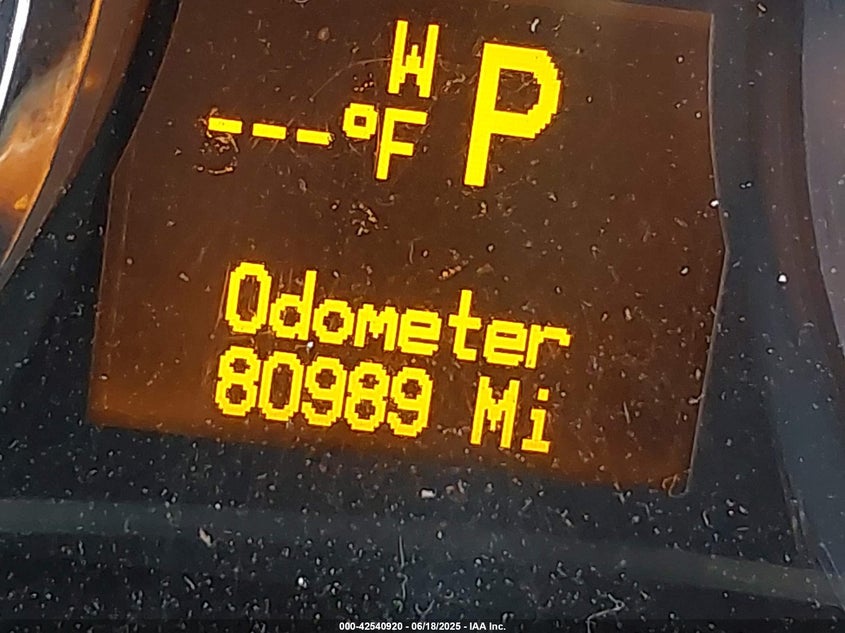 W
P
---°F
Odometer
80989 Mi
000-42540920 - 06/18/2025 - IAA Inc.